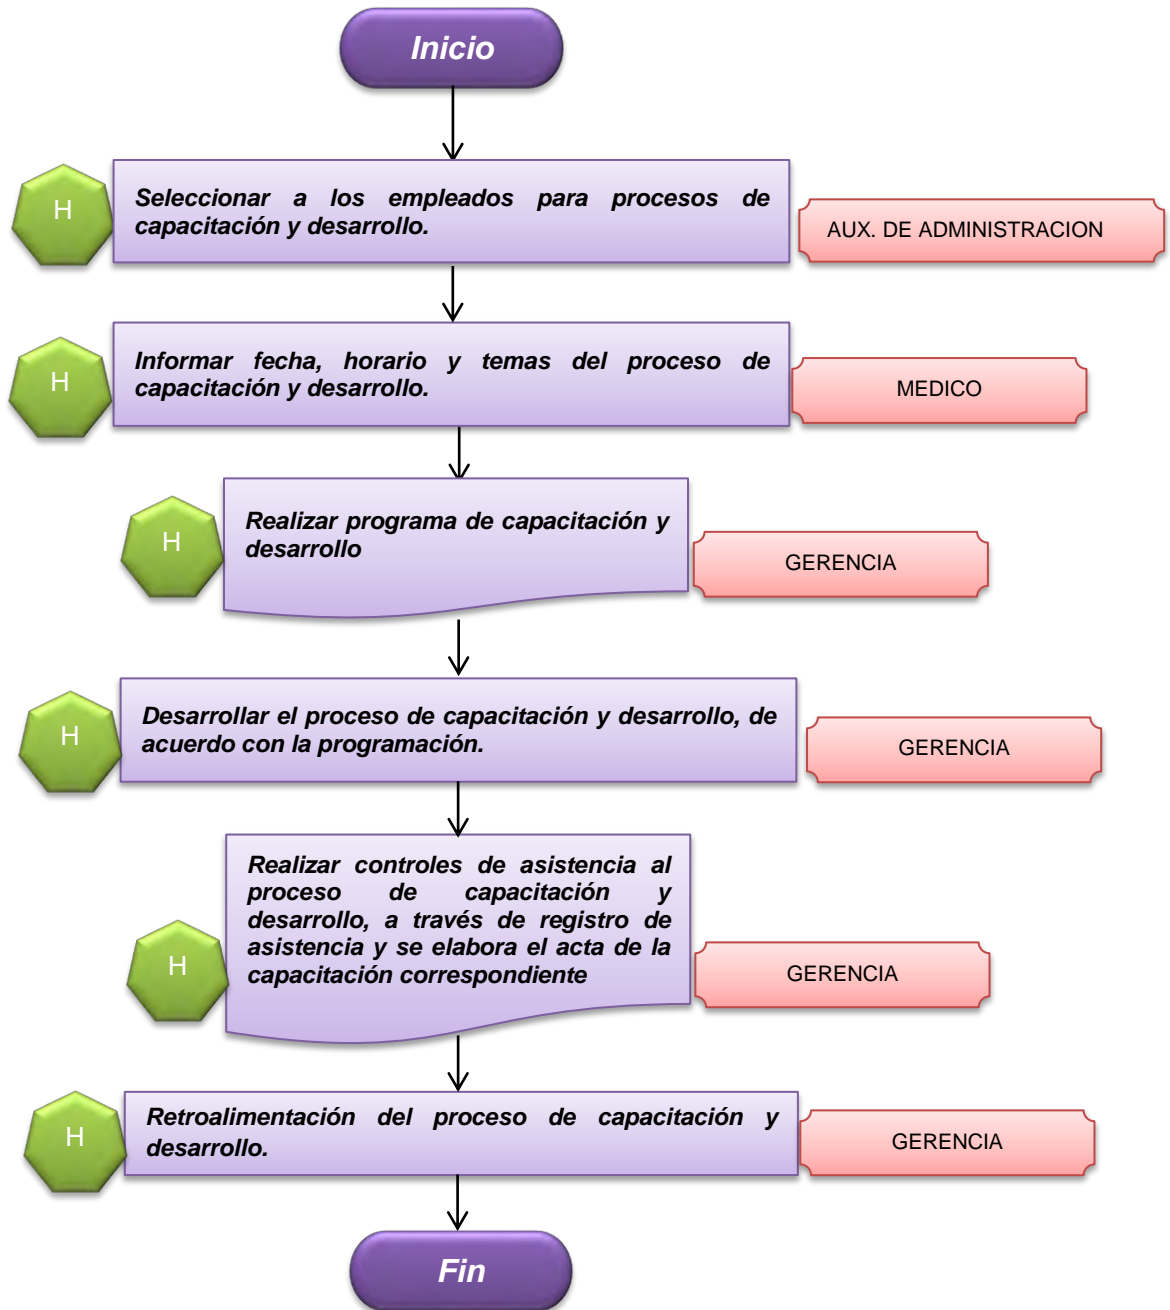 Inicio
H
Seleccionar a los empleados para procesos de
capacitación y desarrollo.
AUX. DE ADMINISTRACION
H
Informar fecha, horario y temas del proceso de
capacitación y desarrollo.
MEDICO
H
Realizar programa de capacitación y
desarrollo
GERENCIA
H
Desarrollar el proceso de capacitación y desarrollo, de
acuerdo con la programación.
GERENCIA
H
Realizar controles de asistencia al
proceso de capacitación y
desarrollo, a través de registro de
asistencia y se elabora el acta de la
capacitación correspondiente
GERENCIA
H
Retroalimentación del proceso de capacitación y
desarrollo.
GERENCIA
Fin